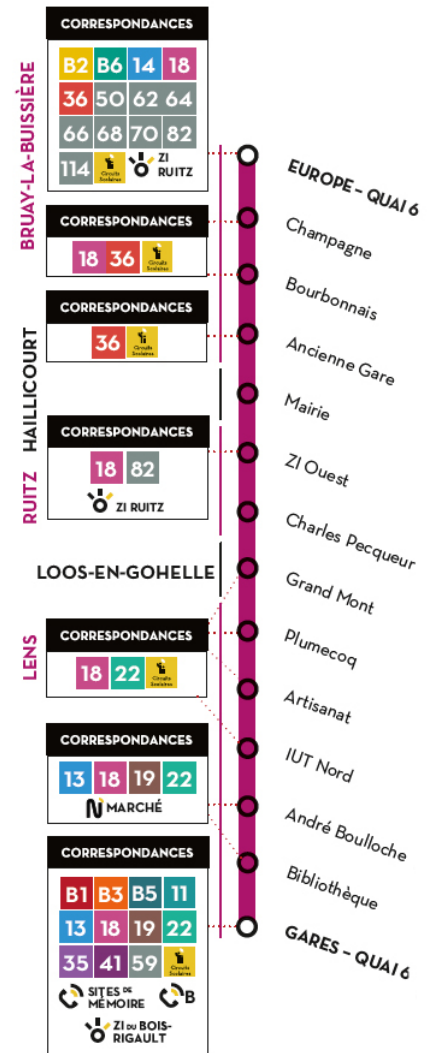 BRUAY-LA-BUISSIÈRE
CORRESPONDANCES
B2 B6 14 18
36 50 62 64
66 68 70 82
114 Circuits Scolaires ZI RUITZ
EUROPE – QUAI 6
CORRESPONDANCES
18 36 Circuits Scolaires
Champagne
Bourbonnais
CORRESPONDANCES
36 Circuits Scolaires
Ancienne Gare
HAILLICOURT
Mairie
RUITZ
CORRESPONDANCES
18 82
ZI RUITZ
ZI Ouest
Charles Pecqueur
LOOS-EN-GOHELLE
Grand Mont
LENS
CORRESPONDANCES
18 22 Circuits Scolaires
Plumecoq
Artisanat
IUT Nord
CORRESPONDANCES
13 18 19 22
N MARCHÉ
André Boulloche
Bibliothèque
CORRESPONDANCES
B1 B3 B5 11
13 18 19 22
35 41 59 Circuits Scolaires
SITES DE
MÉMOIRE
B
ZI DU BOIS-
RIGAULT
GARES – QUAI 6